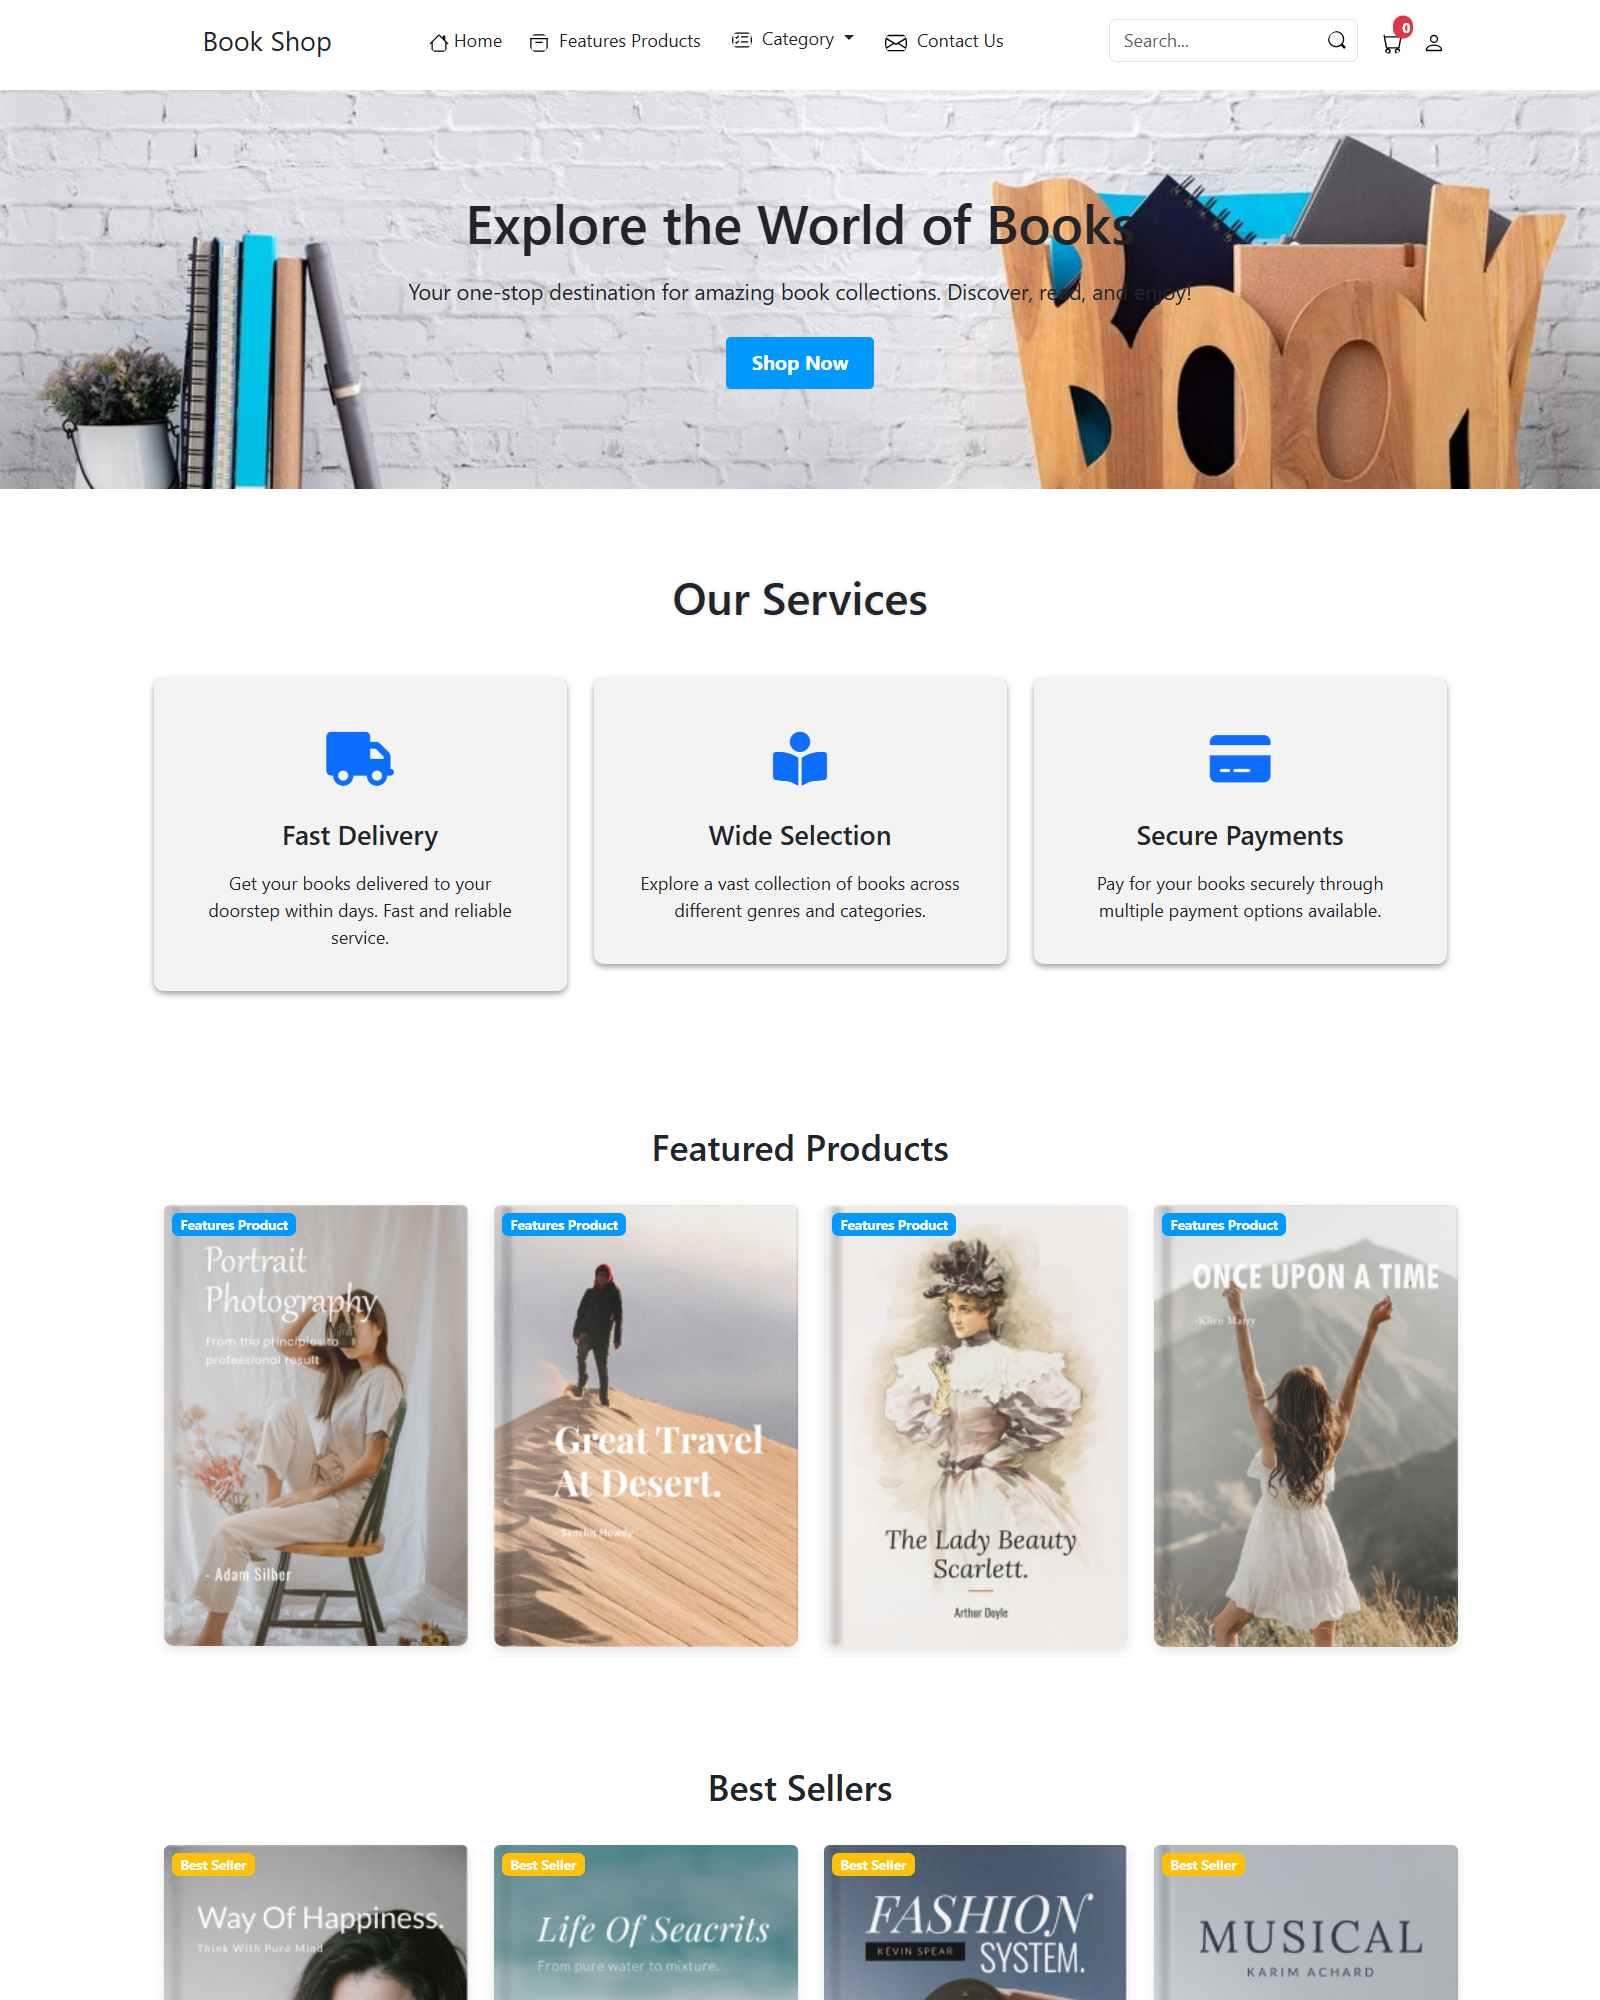 Book Shop
Home
Features Products
Category
Contact Us
Search...
0
Explore the World of Books
Your one-stop destination for amazing book collections. Discover, read, and enjoy!
Shop Now
Book
Our Services
Fast Delivery
Get your books delivered to your
doorstep within days. Fast and reliable
service.
Wide Selection
Explore a vast collection of books across
different genres and categories.
Secure Payments
Pay for your books securely through
multiple payment options available.
Featured Products
Features Product
Portrait
Photography
From the principles to
professional result
- Adam Silber
Features Product
Great Travel
At Desert.
- Sanchit Howdy
Features Product
The Lady Beauty
Scarlett.
Arthur Doyle
Features Product
ONCE UPON A TIME
-Klien Marry
Best Sellers
Best Seller
Way Of Happiness.
Think With Pure Mind
Best Seller
Life Of Seacrits
From pure water to mixture.
Best Seller
FASHION
KEVIN SPEAR
SYSTEM.
Best Seller
MUSICAL
KARIM ACHARD